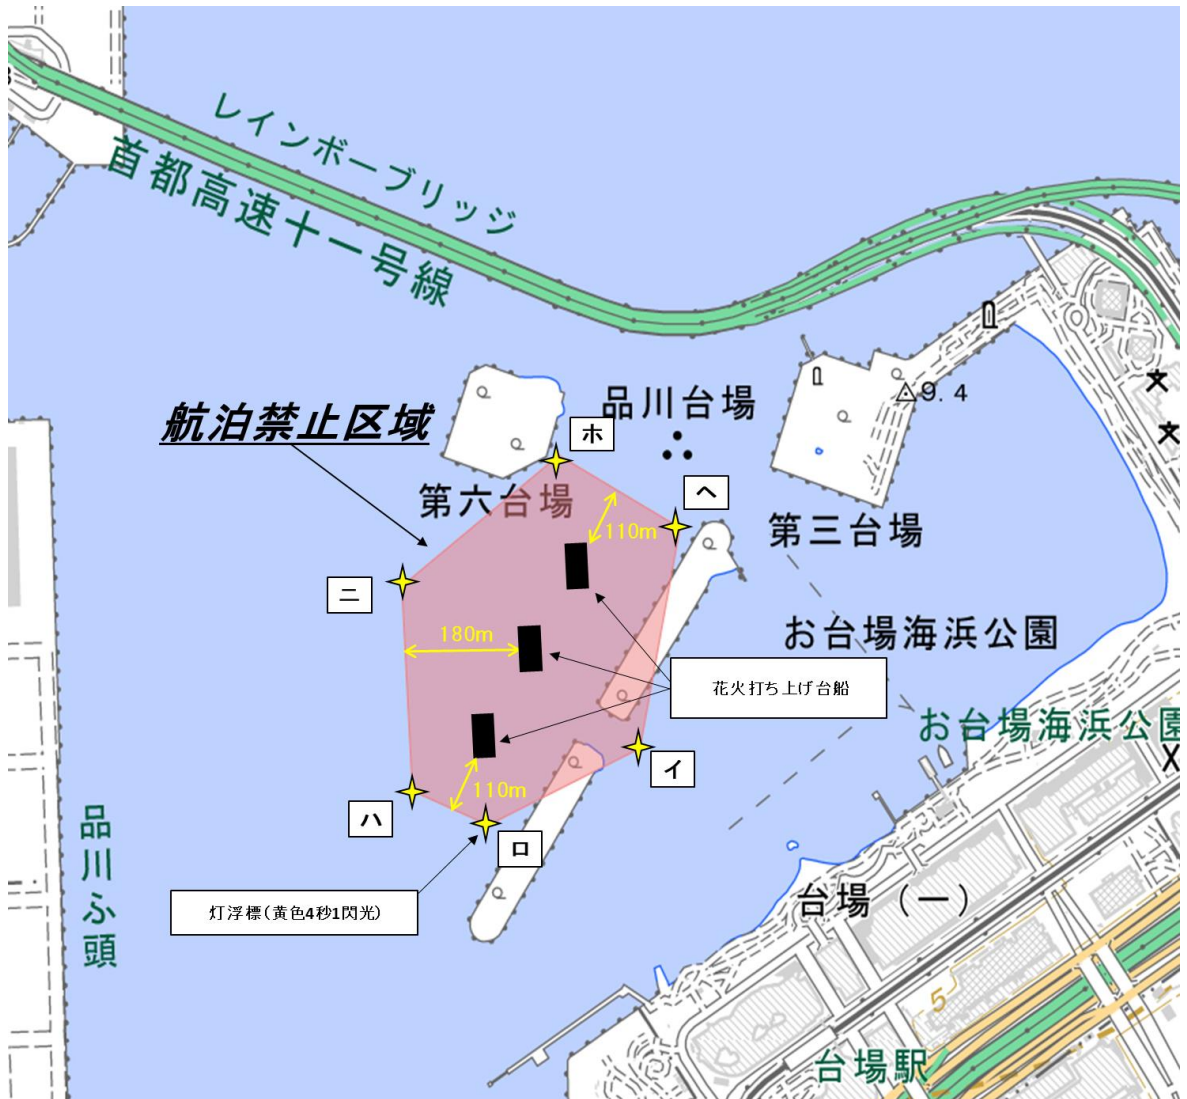 レインボーブリッジ
首都高速十一号線
航泊禁止区域
ホ
品川台場
9.4
ヘ
第六台場
110m
第三台場
ニ
180m
お台場海浜公園
花火打ち上げ台船
お台場海浜公園
イ
110m
ハ
ロ
品川ふ頭
灯浮標(黄色4秒1閃光)
台場(一)
5
台場駅